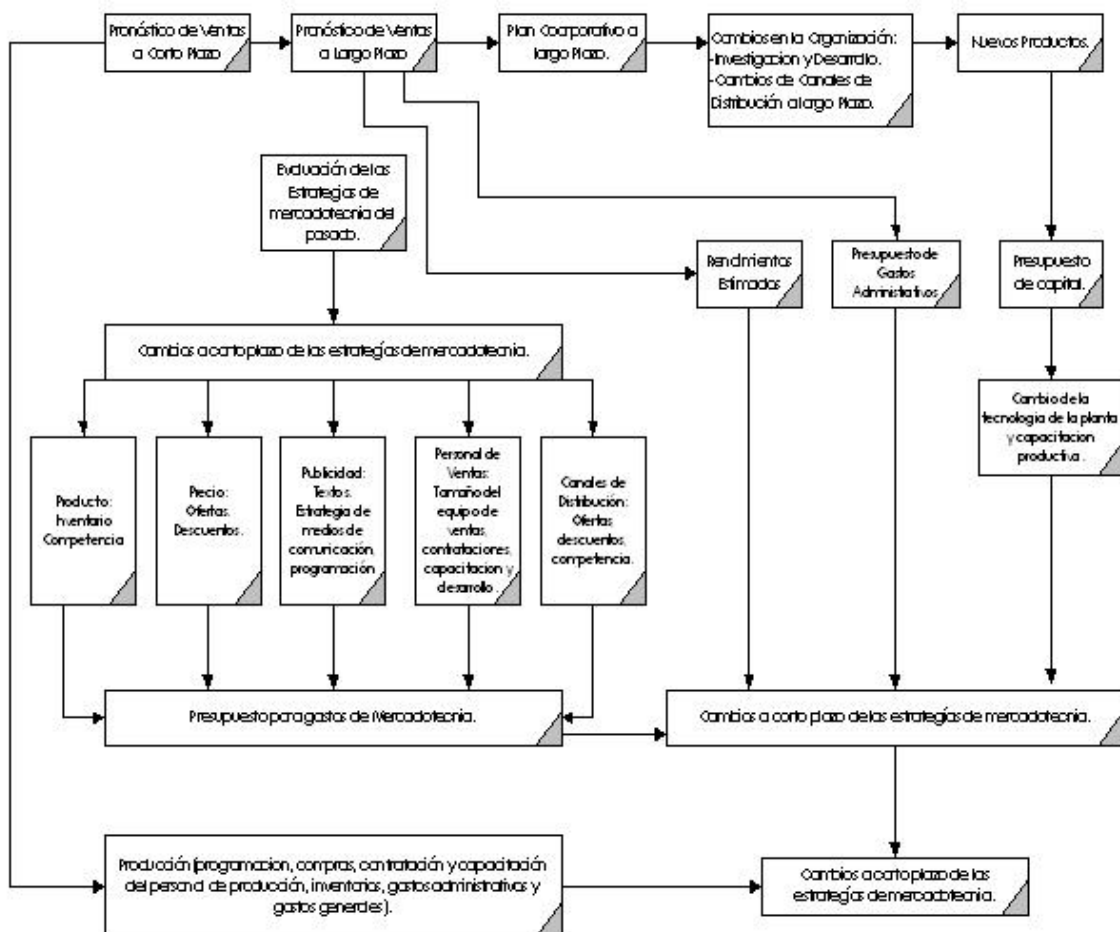 Pronóstico de Ventas
a Corto Plazo
Pronóstico de Ventas
a Largo Plazo
Plan Coorporativo a
largo Plazo.
Cambios en la Organización:
-Investigacion y Desarrollo.
-Cambios de Canales de
Distribución a largo Plazo.
Nuevos Productos.
Evaluación de las
Estrategias de
mercadotecnia del
pasado.
Rendimientos
Estimados
Presupuesto de
Gastos
Administrativos
Presupuesto
de capital.
Cambios a corto plazo de las estrategías de mercadotecnia.
Cambio de la
tecnologia de la planta
y capacitacion
productiva.
Producto:
Inventario
Competencia
Precio:
Ofertas.
Descuentos.
Publicidad:
Textos.
Estrategia de
medios de
comunicación,
programación
Personal de
Ventas:
Tamaño del
equipo de
ventas,
contrataciones,
capacitacion y
desarrollo.
Canales de
Distribución:
Ofertas
descuentos,
competencia.
Presupuesto para gastos de Mercadotecnia.
Cambios a corto plazo de las estrategías de mercadotecnia.
Producción (programacion, compras, contratación y capacitación
del personal de producción, inventarios, gastos administrativos y
gastos generales).
Cambios a corto plazo de las
estrategías de mercadotecnia.